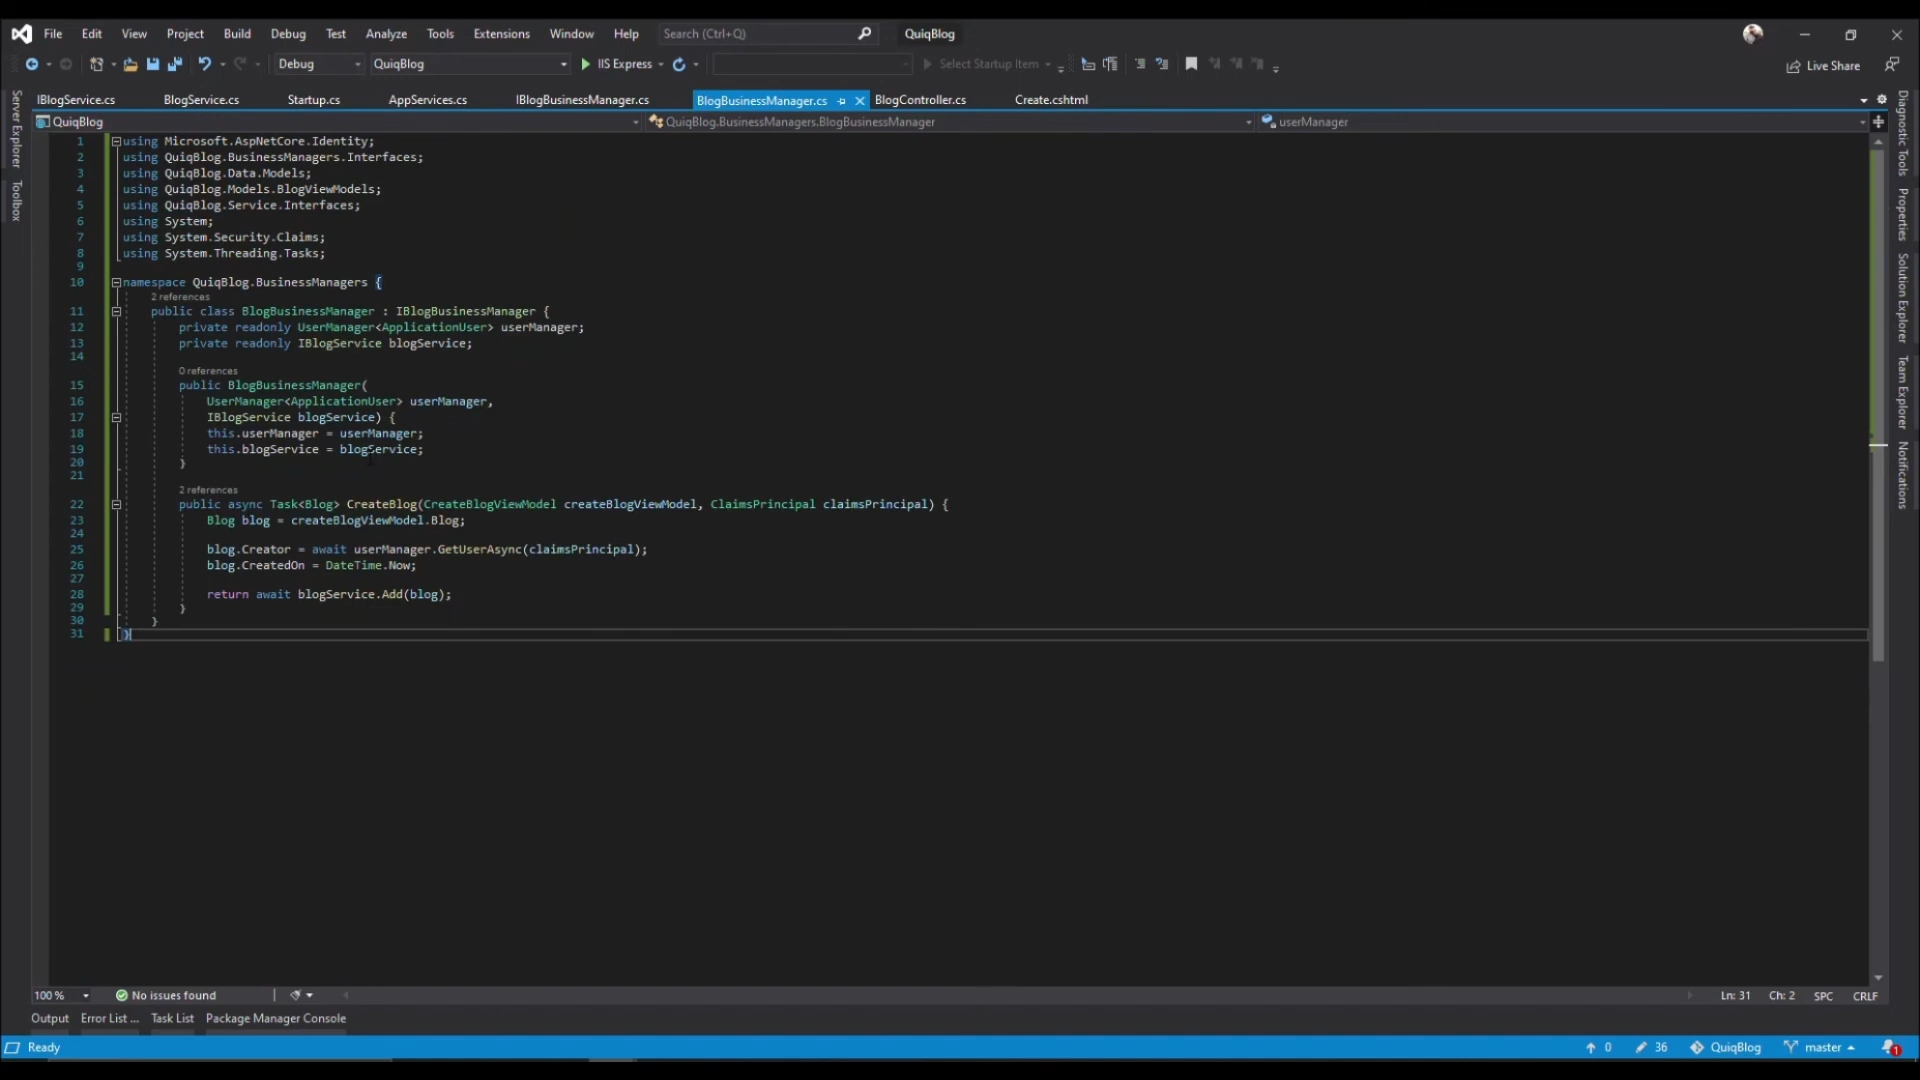 File Edit View Project Build Debug Test Analyze Tools Extensions Window Help Search (Ctrl+Q) QuiqBlog
Debug QuiqBlog IIS Express Select Startup Item Live Share
IBlogService.cs BlogService.cs Startup.cs AppServices.cs IBlogBusinessManager.cs BlogBusinessManager.cs BlogController.cs Create.cshtml
QuiqBlog QuiqBlog.BusinessManagers.BlogBusinessManager userManager
Server Explorer
Toolbox
1 using Microsoft.AspNetCore.Identity;
2 using QuiqBlog.BusinessManagers.Interfaces;
3 using QuiqBlog.Data.Models;
4 using QuiqBlog.Models.BlogViewModels;
5 using QuiqBlog.Service.Interfaces;
6 using System;
7 using System.Security.Claims;
8 using System.Threading.Tasks;
9
10 namespace QuiqBlog.BusinessManagers {
2 references
11 public class BlogBusinessManager : IBlogBusinessManager {
12 private readonly UserManager<ApplicationUser> userManager;
13 private readonly IBlogService blogService;
14
0 references
15 public BlogBusinessManager(
16 UserManager<ApplicationUser> userManager,
17 IBlogService blogService) {
18 this.userManager = userManager;
19 this.blogService = blogService;
20 }
21
2 references
22 public async Task<Blog> CreateBlog(CreateBlogViewModel createBlogViewModel, ClaimsPrincipal claimsPrincipal) {
23 Blog blog = createBlogViewModel.Blog;
24
25 blog.Creator = await userManager.GetUserAsync(claimsPrincipal);
26 blog.CreatedOn = DateTime.Now;
27
28 return await blogService.Add(blog);
29 }
30 }
31 }
Diagnostic Tools
Properties
Solution Explorer
Team Explorer
Notifications
100 % No issues found Ln: 31 Ch: 2 SPC CRLF
Output Error List ... Task List Package Manager Console
Ready 0 36 QuiqBlog master 1